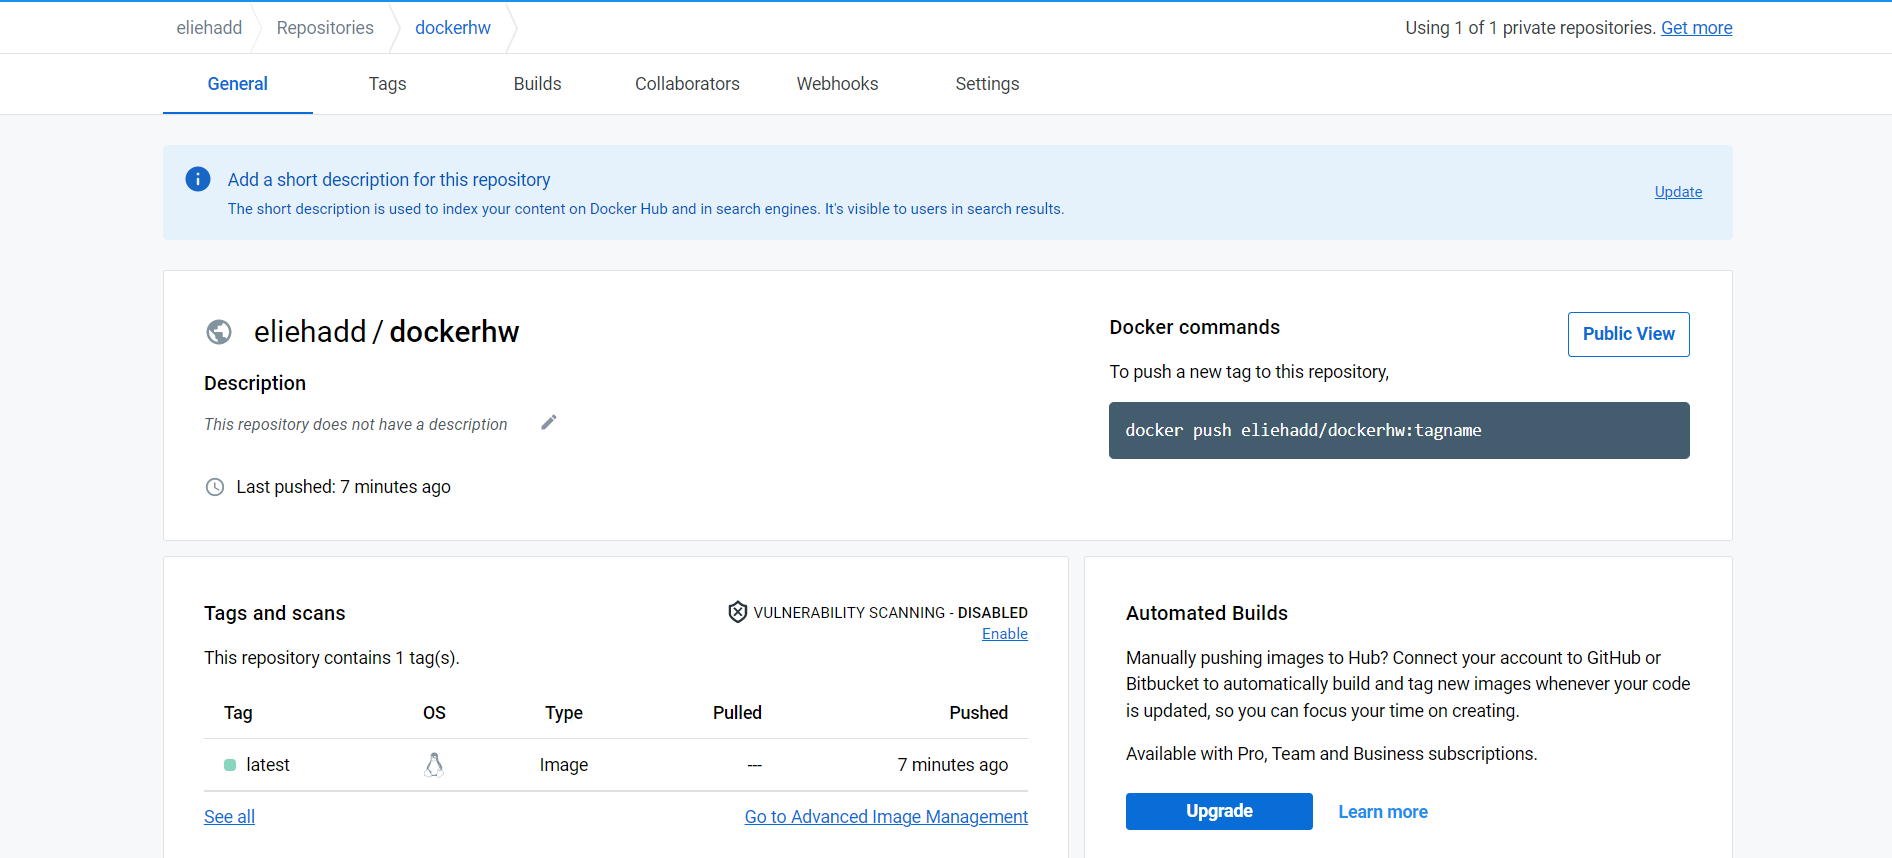 eliehadd
Repositories
dockerhw
Using 1 of 1 private repositories. Get more
General
Tags
Builds
Collaborators
Webhooks
Settings
Add a short description for this repository
The short description is used to index your content on Docker Hub and in search engines. It's visible to users in search results.
Update
eliehadd / dockerhw
Description
This repository does not have a description
Last pushed: 7 minutes ago
Docker commands
Public View
To push a new tag to this repository,
docker push eliehadd/dockerhw:tagname
Tags and scans
VULNERABILITY SCANNING - DISABLED
Enable
This repository contains 1 tag(s).
Tag OS Type Pulled Pushed
latest Image --- 7 minutes ago
See all
Go to Advanced Image Management
Automated Builds
Manually pushing images to Hub? Connect your account to GitHub or
Bitbucket to automatically build and tag new images whenever your code
is updated, so you can focus your time on creating.
Available with Pro, Team and Business subscriptions.
Upgrade
Learn more